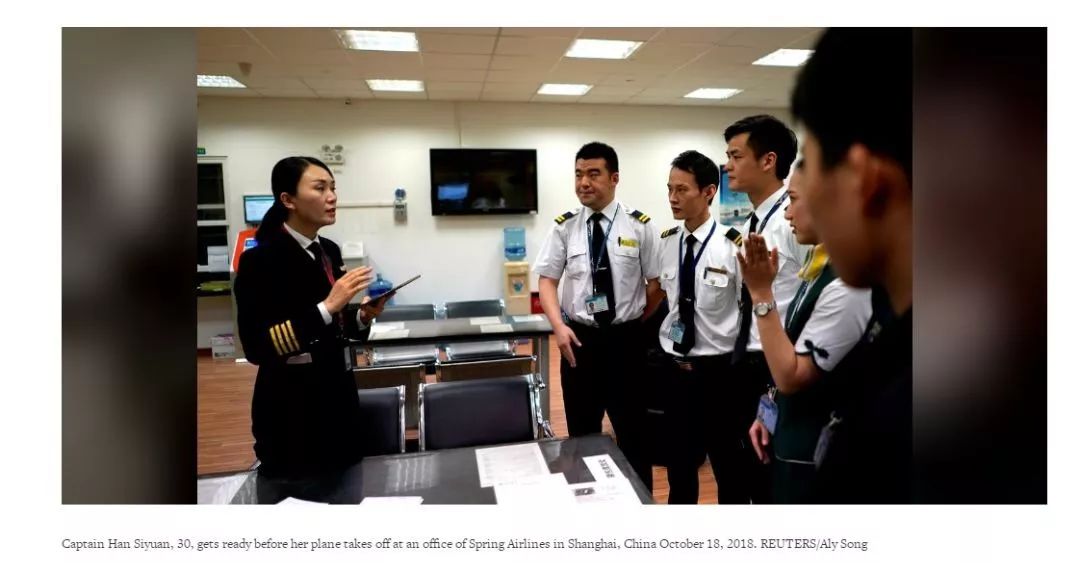 Captain Han Siyuan, 30, gets ready before her plane takes off at an office of Spring Airlines in Shanghai, China October 18, 2018. REUTERS/Aly Song